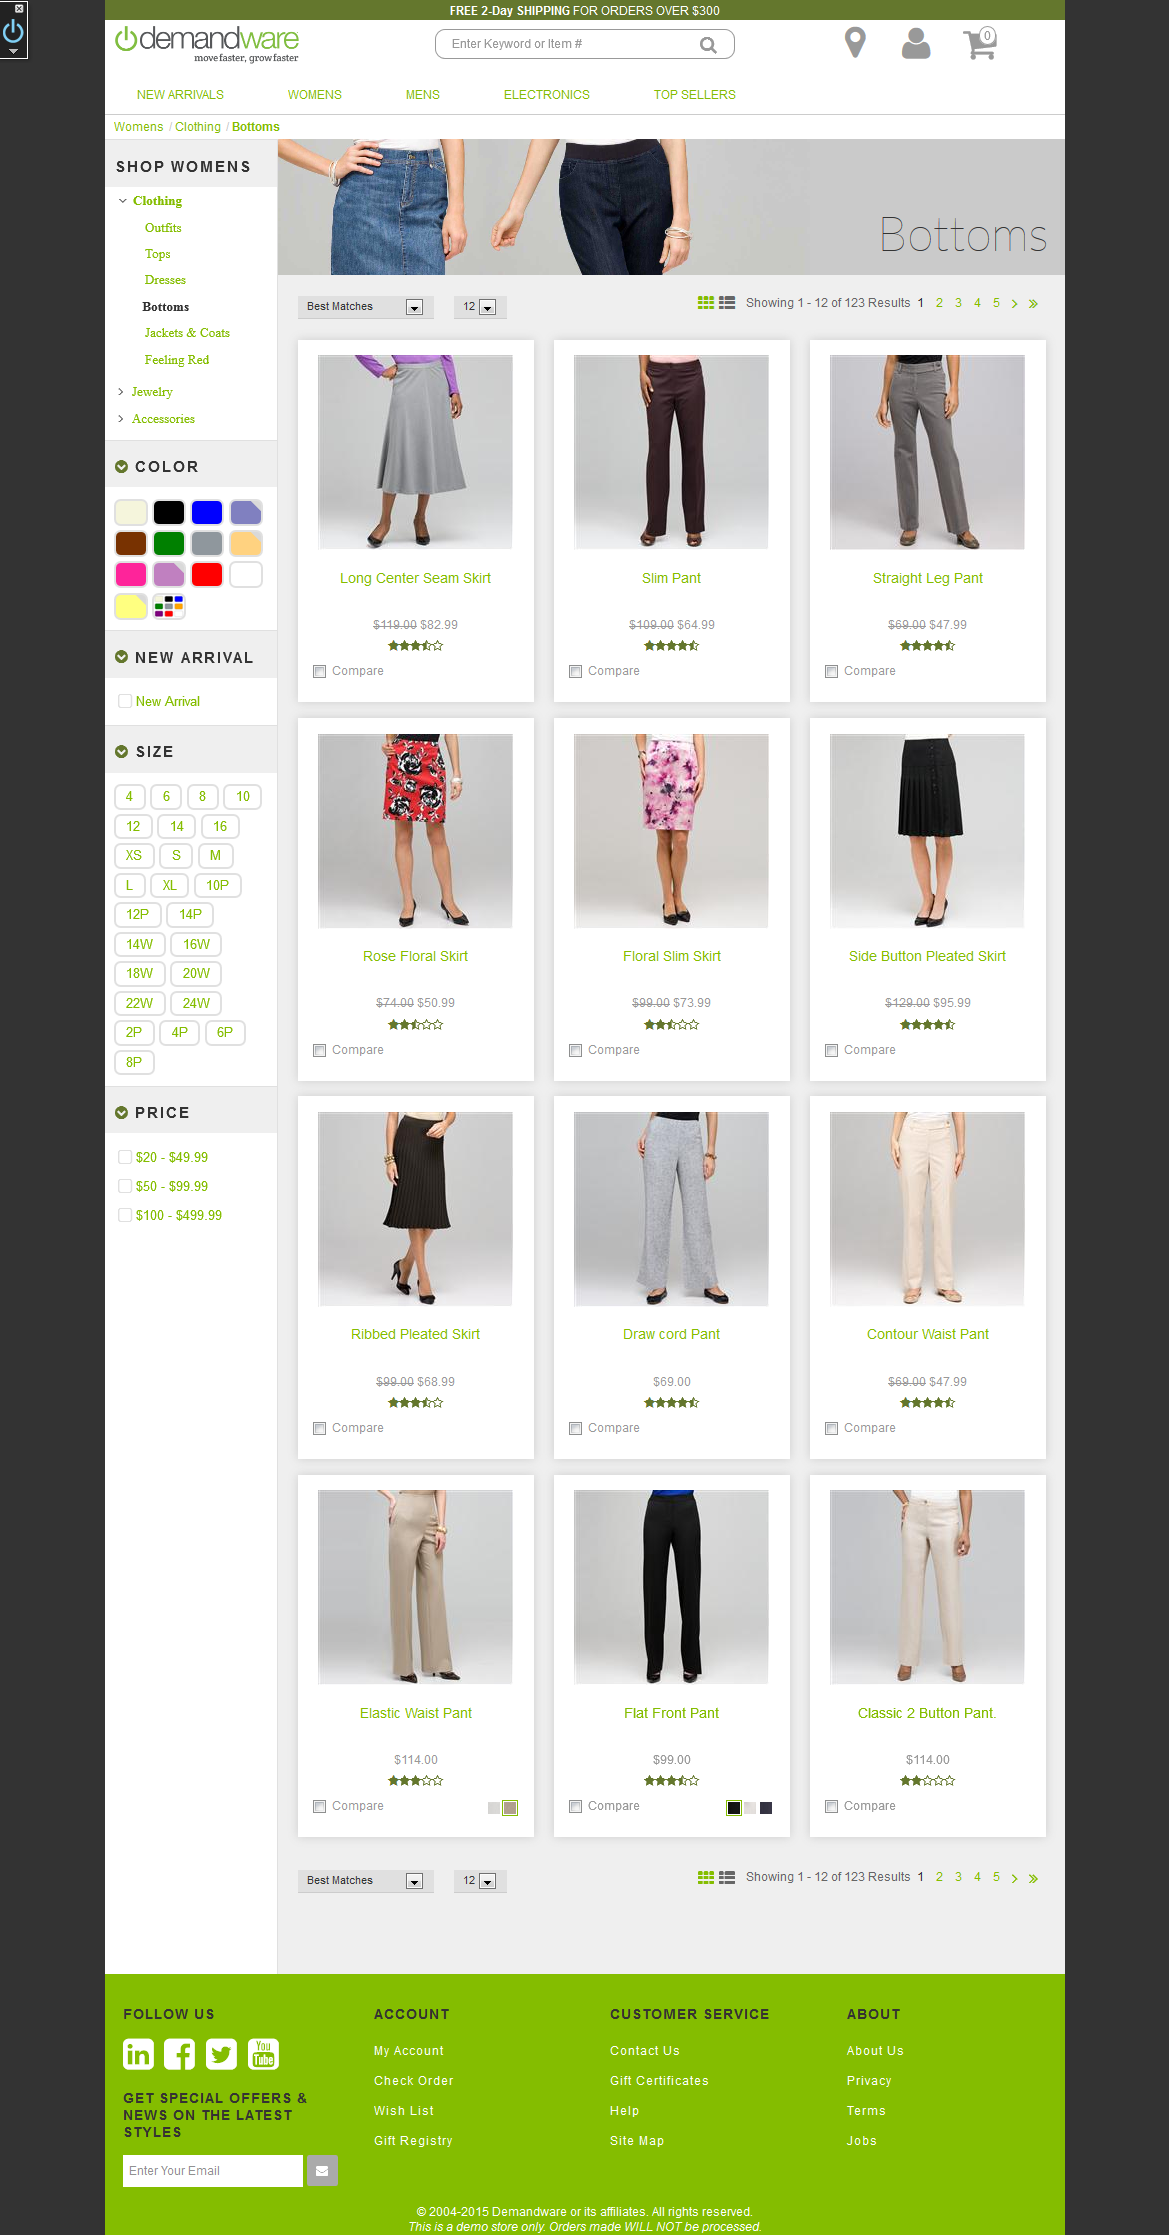 FREE 2-Day SHIPPING FOR ORDERS OVER $300
demandware
move faster, grow faster
Enter Keyword or Item #
0
NEW ARRIVALS WOMENS MENS ELECTRONICS TOP SELLERS
Womens / Clothing / Bottoms
SHOP WOMENS
Clothing
Outfits
Tops
Dresses
Bottoms
Jackets & Coats
Feeling Red
Jewelry
Accessories
COLOR
NEW ARRIVAL
New Arrival
SIZE
4 6 8 10
12 14 16
XS S M
L XL 10P
12P 14P
14W 16W
18W 20W
22W 24W
2P 4P 6P
8P
PRICE
$20 - $49.99
$50 - $99.99
$100 - $499.99
Bottoms
Best Matches 12 Showing 1 - 12 of 123 Results 1 2 3 4 5 > »
Long Center Seam Skirt Slim Pant Straight Leg Pant
$119.00 $82.99 $109.00 $64.99 $69.00 $47.99
Compare Compare Compare
Rose Floral Skirt Floral Slim Skirt Side Button Pleated Skirt
$74.00 $50.99 $99.00 $73.99 $129.00 $95.99
Compare Compare Compare
Ribbed Pleated Skirt Draw cord Pant Contour Waist Pant
$99.00 $68.99 $69.00 $69.00 $47.99
Compare Compare Compare
Elastic Waist Pant Flat Front Pant Classic 2 Button Pant.
$114.00 $99.00 $114.00
Compare Compare Compare
Best Matches 12 Showing 1 - 12 of 123 Results 1 2 3 4 5 > »
FOLLOW US
in f You Tube
GET SPECIAL OFFERS &
NEWS ON THE LATEST
STYLES
Enter Your Email
ACCOUNT
My Account
Check Order
Wish List
Gift Registry
CUSTOMER SERVICE
Contact Us
Gift Certificates
Help
Site Map
ABOUT
About Us
Privacy
Terms
Jobs
© 2004-2015 Demandware or its affiliates. All rights reserved.
This is a demo store only. Orders made WILL NOT be processed.